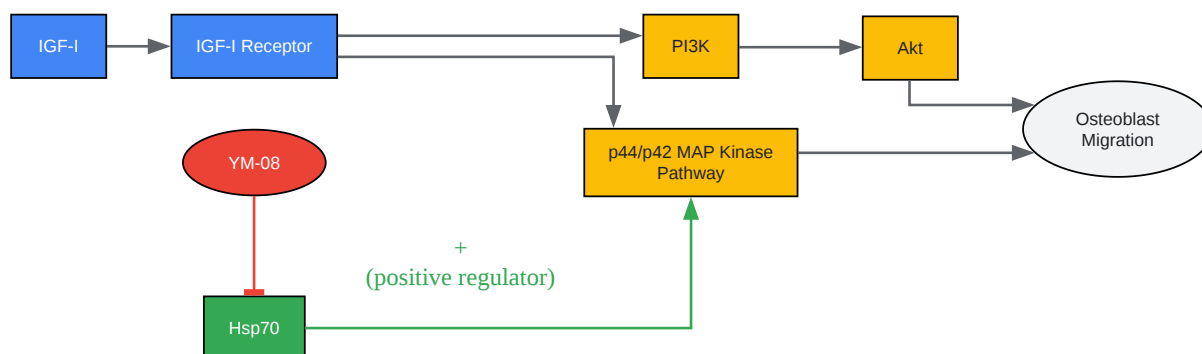 IGF-I
IGF-I Receptor
PI3K
Akt
Osteoblast
Migration
YM-08
p44/p42 MAP Kinase
Pathway
+
(positive regulator)
Hsp70